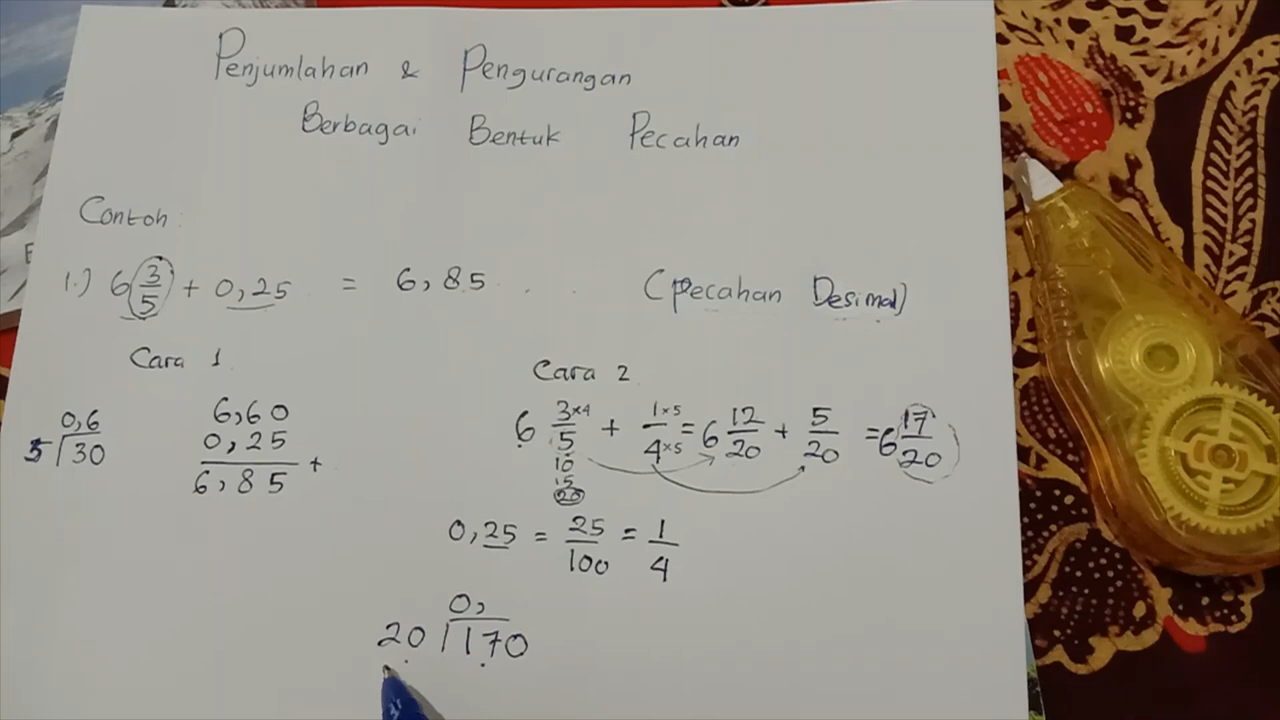 Penjumlahan & Pengurangan
Berbagai Bentuk Pecahan
Contoh
1.) 6 3/5 + 0,25 = 6,85 (Pecahan Desimal)
Cara 1
0,6
5 / 30
6,60
0,25
6,85 +
Cara 2
6 3×4/5 + 1×5/4×5 = 6 12/20 + 5/20 = 6 17/20
10
15
20
0,25 = 25/100 = 1/4
0,
20 / 170